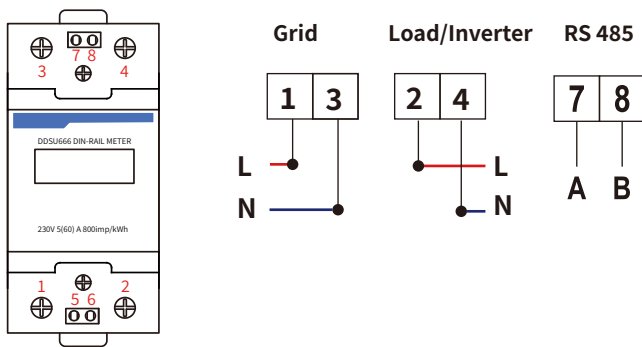 7 8
3 4
DDSU666 DIN-RAIL METER
230V 5(60) A 800imp/kWh
1 2
5 6
Grid
1 3
L
N
Load/Inverter
2 4
L
N
RS 485
7 8
A B